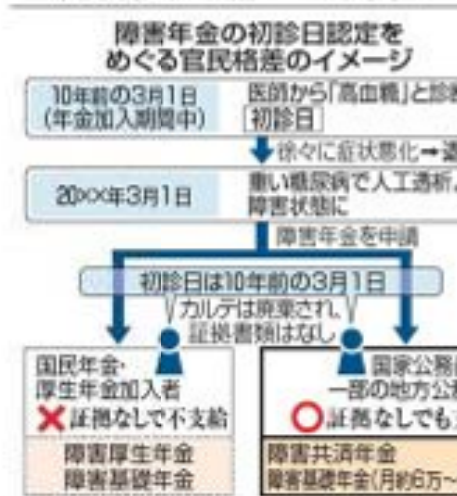 障害年金の初診日認定を
めぐる官民格差のイメージ
10年前の3月1日
(年金加入期間中)
医師から「高血糖」と診断
初診日
徐々に症状悪化→
20××年3月1日
重い糖尿病で人工透析。
障害状態に
障害年金を申請
初診日は10年前の3月1日
カルテは廃棄され、
証拠書類はなし
国民年金・
厚生年金加入者
×証拠なしで不支給
障害厚生年金
障害基礎年金
国家公務
一部の地方公
○証拠なしでも
障害共済年金
障害基礎年金(月約6万〜